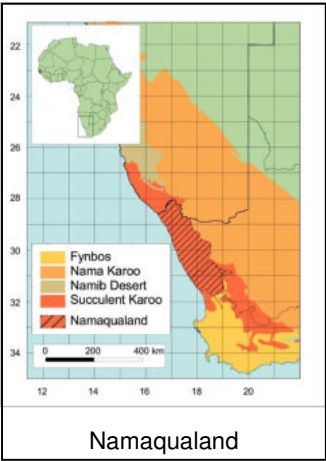 22
24
26
28
30
32
34
Fynbos
Nama Karoo
Namib Desert
Succulent Karoo
Namaqualand
0 200 400 km
12 14 16 18 20
Namaqualand